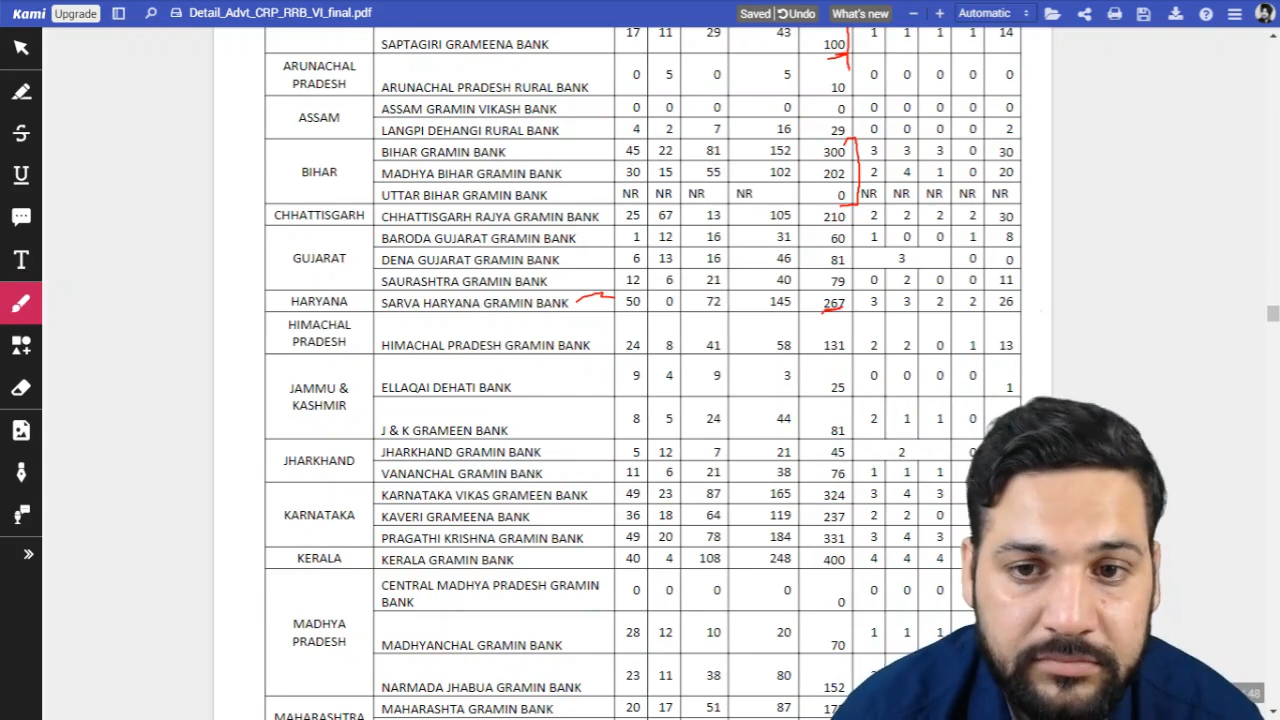 Kami Upgrade Detail_Advt_CRP_RRB_VI_final.pdf Saved Undo What's new Automatic
SAPTAGIRI GRAMEENA BANK 17 11 29 43 100 1 1 1 1 14
ARUNACHAL PRADESH ARUNACHAL PRADESH RURAL BANK 0 5 0 5 10 0 0 0 0 0
ASSAM ASSAM GRAMIN VIKASH BANK 0 0 0 0 0 0 0 0 0 0
LANGPI DEHANGI RURAL BANK 4 2 7 16 29 0 0 0 0 2
BIHAR BIHAR GRAMIN BANK 45 22 81 152 300 3 3 3 0 30
MADHYA BIHAR GRAMIN BANK 30 15 55 102 202 2 4 1 0 20
UTTAR BIHAR GRAMIN BANK NR NR NR NR 0 NR NR NR NR NR
CHHATTISGARH CHHATTISGARH RAJYA GRAMIN BANK 25 67 13 105 210 2 2 2 2 30
GUJARAT BARODA GUJARAT GRAMIN BANK 1 12 16 31 60 1 0 0 1 8
DENA GUJARAT GRAMIN BANK 6 13 16 46 81 3 0 0
SAURASHTRA GRAMIN BANK 12 6 21 40 79 0 2 0 0 11
HARYANA SARVA HARYANA GRAMIN BANK 50 0 72 145 267 3 3 2 2 26
HIMACHAL PRADESH HIMACHAL PRADESH GRAMIN BANK 24 8 41 58 131 2 2 0 1 13
JAMMU & KASHMIR ELLAQAI DEHATI BANK 9 4 9 3 25 0 0 0 0 1
J & K GRAMEEN BANK 8 5 24 44 81 2 1 1 0
JHARKHAND JHARKHAND GRAMIN BANK 5 12 7 21 45 2
VANANCHAL GRAMIN BANK 11 6 21 38 76 1 1 1
KARNATAKA KARNATAKA VIKAS GRAMEEN BANK 49 23 87 165 324 3 4 3
KAVERI GRAMEENA BANK 36 18 64 119 237 2 2 0
PRAGATHI KRISHNA GRAMIN BANK 49 20 78 184 331 3 4 3
KERALA KERALA GRAMIN BANK 40 4 108 248 400 4 4 4
MADHYA PRADESH CENTRAL MADHYA PRADESH GRAMIN BANK 0 0 0 0 0 0 0 0
MADHYANCHAL GRAMIN BANK 28 12 10 20 70 1 1 1
NARMADA JHABUA GRAMIN BANK 23 11 38 80 152
MAHARASHTRA MAHARASHTA GRAMIN BANK 20 17 51 87